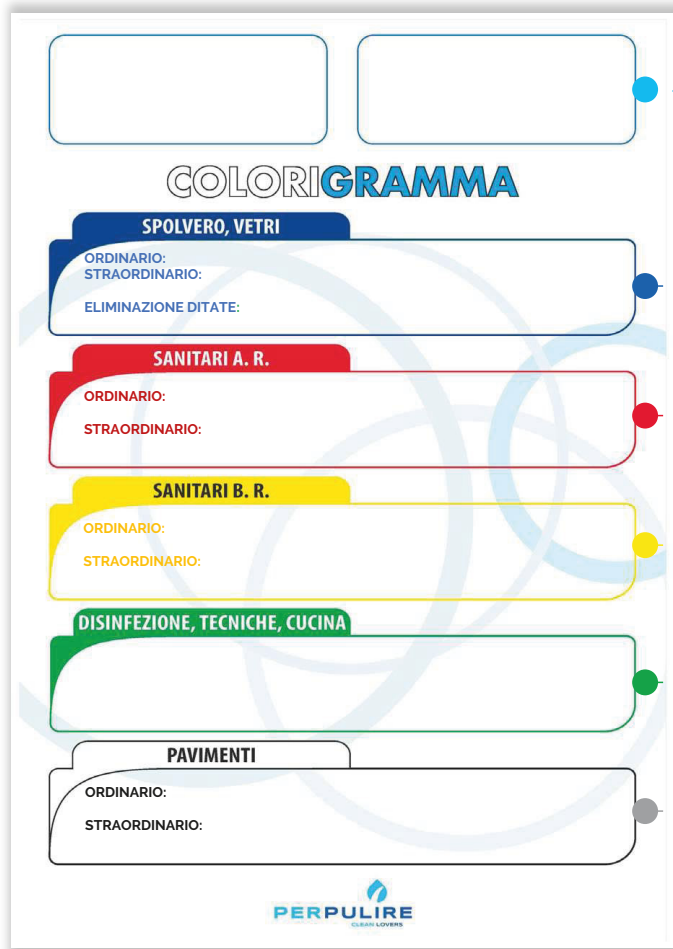 COLORIGRAMMA
SPOLVERO, VETRI
ORDINARIO:
STRAORDINARIO:
ELIMINAZIONE DITATE:
SANITARI A. R.
ORDINARIO:
STRAORDINARIO:
SANITARI B. R.
ORDINARIO:
STRAORDINARIO:
DISINFEZIONE, TECNICHE, CUCINA
PAVIMENTI
ORDINARIO:
STRAORDINARIO:
PERPULIRE
CLEAN LOVERS